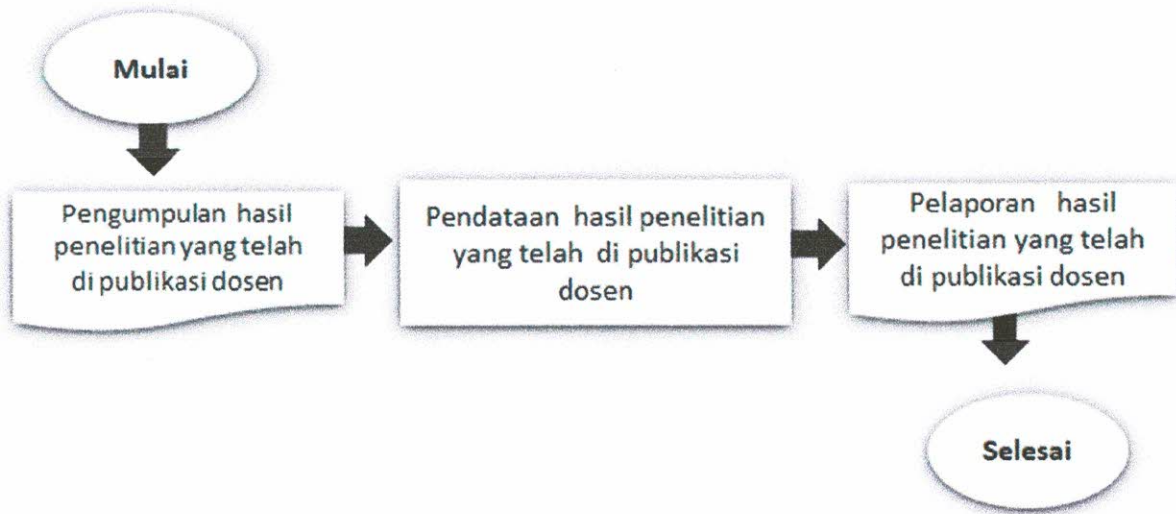 Mulai
Pengumpulan hasil
penelitian yang telah
di publikasi dosen
Pendataan hasil penelitian
yang telah di publikasi
dosen
Pelaporan hasil
penelitian yang telah
di publikasi dosen
Selesai